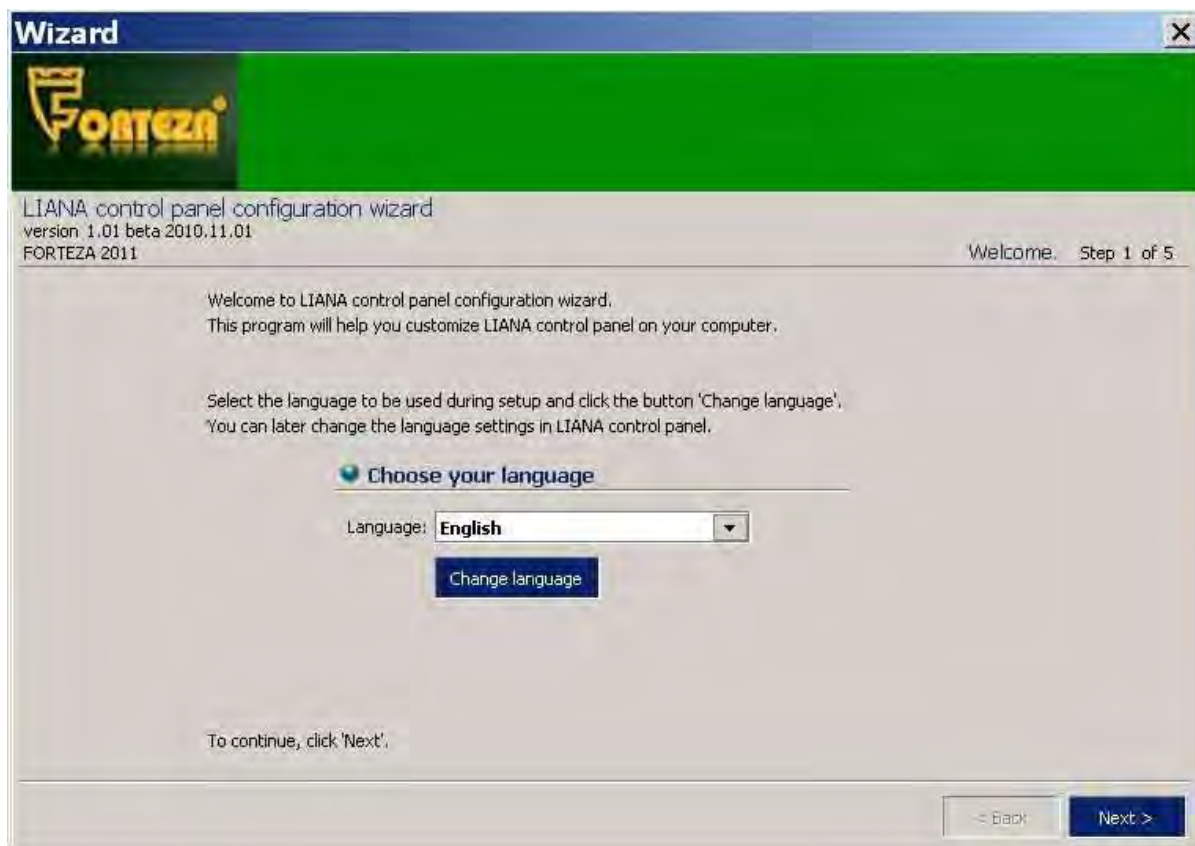 Wizard
FORTEZA
LIANA control panel configuration wizard
version 1.01 beta 2010.11.01
FORTEZA 2011
Welcome. Step 1 of 5
Welcome to LIANA control panel configuration wizard.
This program will help you customize LIANA control panel on your computer.
Select the language to be used during setup and click the button 'Change language'.
You can later change the language settings in LIANA control panel.
Choose your language
Language: English
Change language
To continue, click 'Next'.
< Back Next >